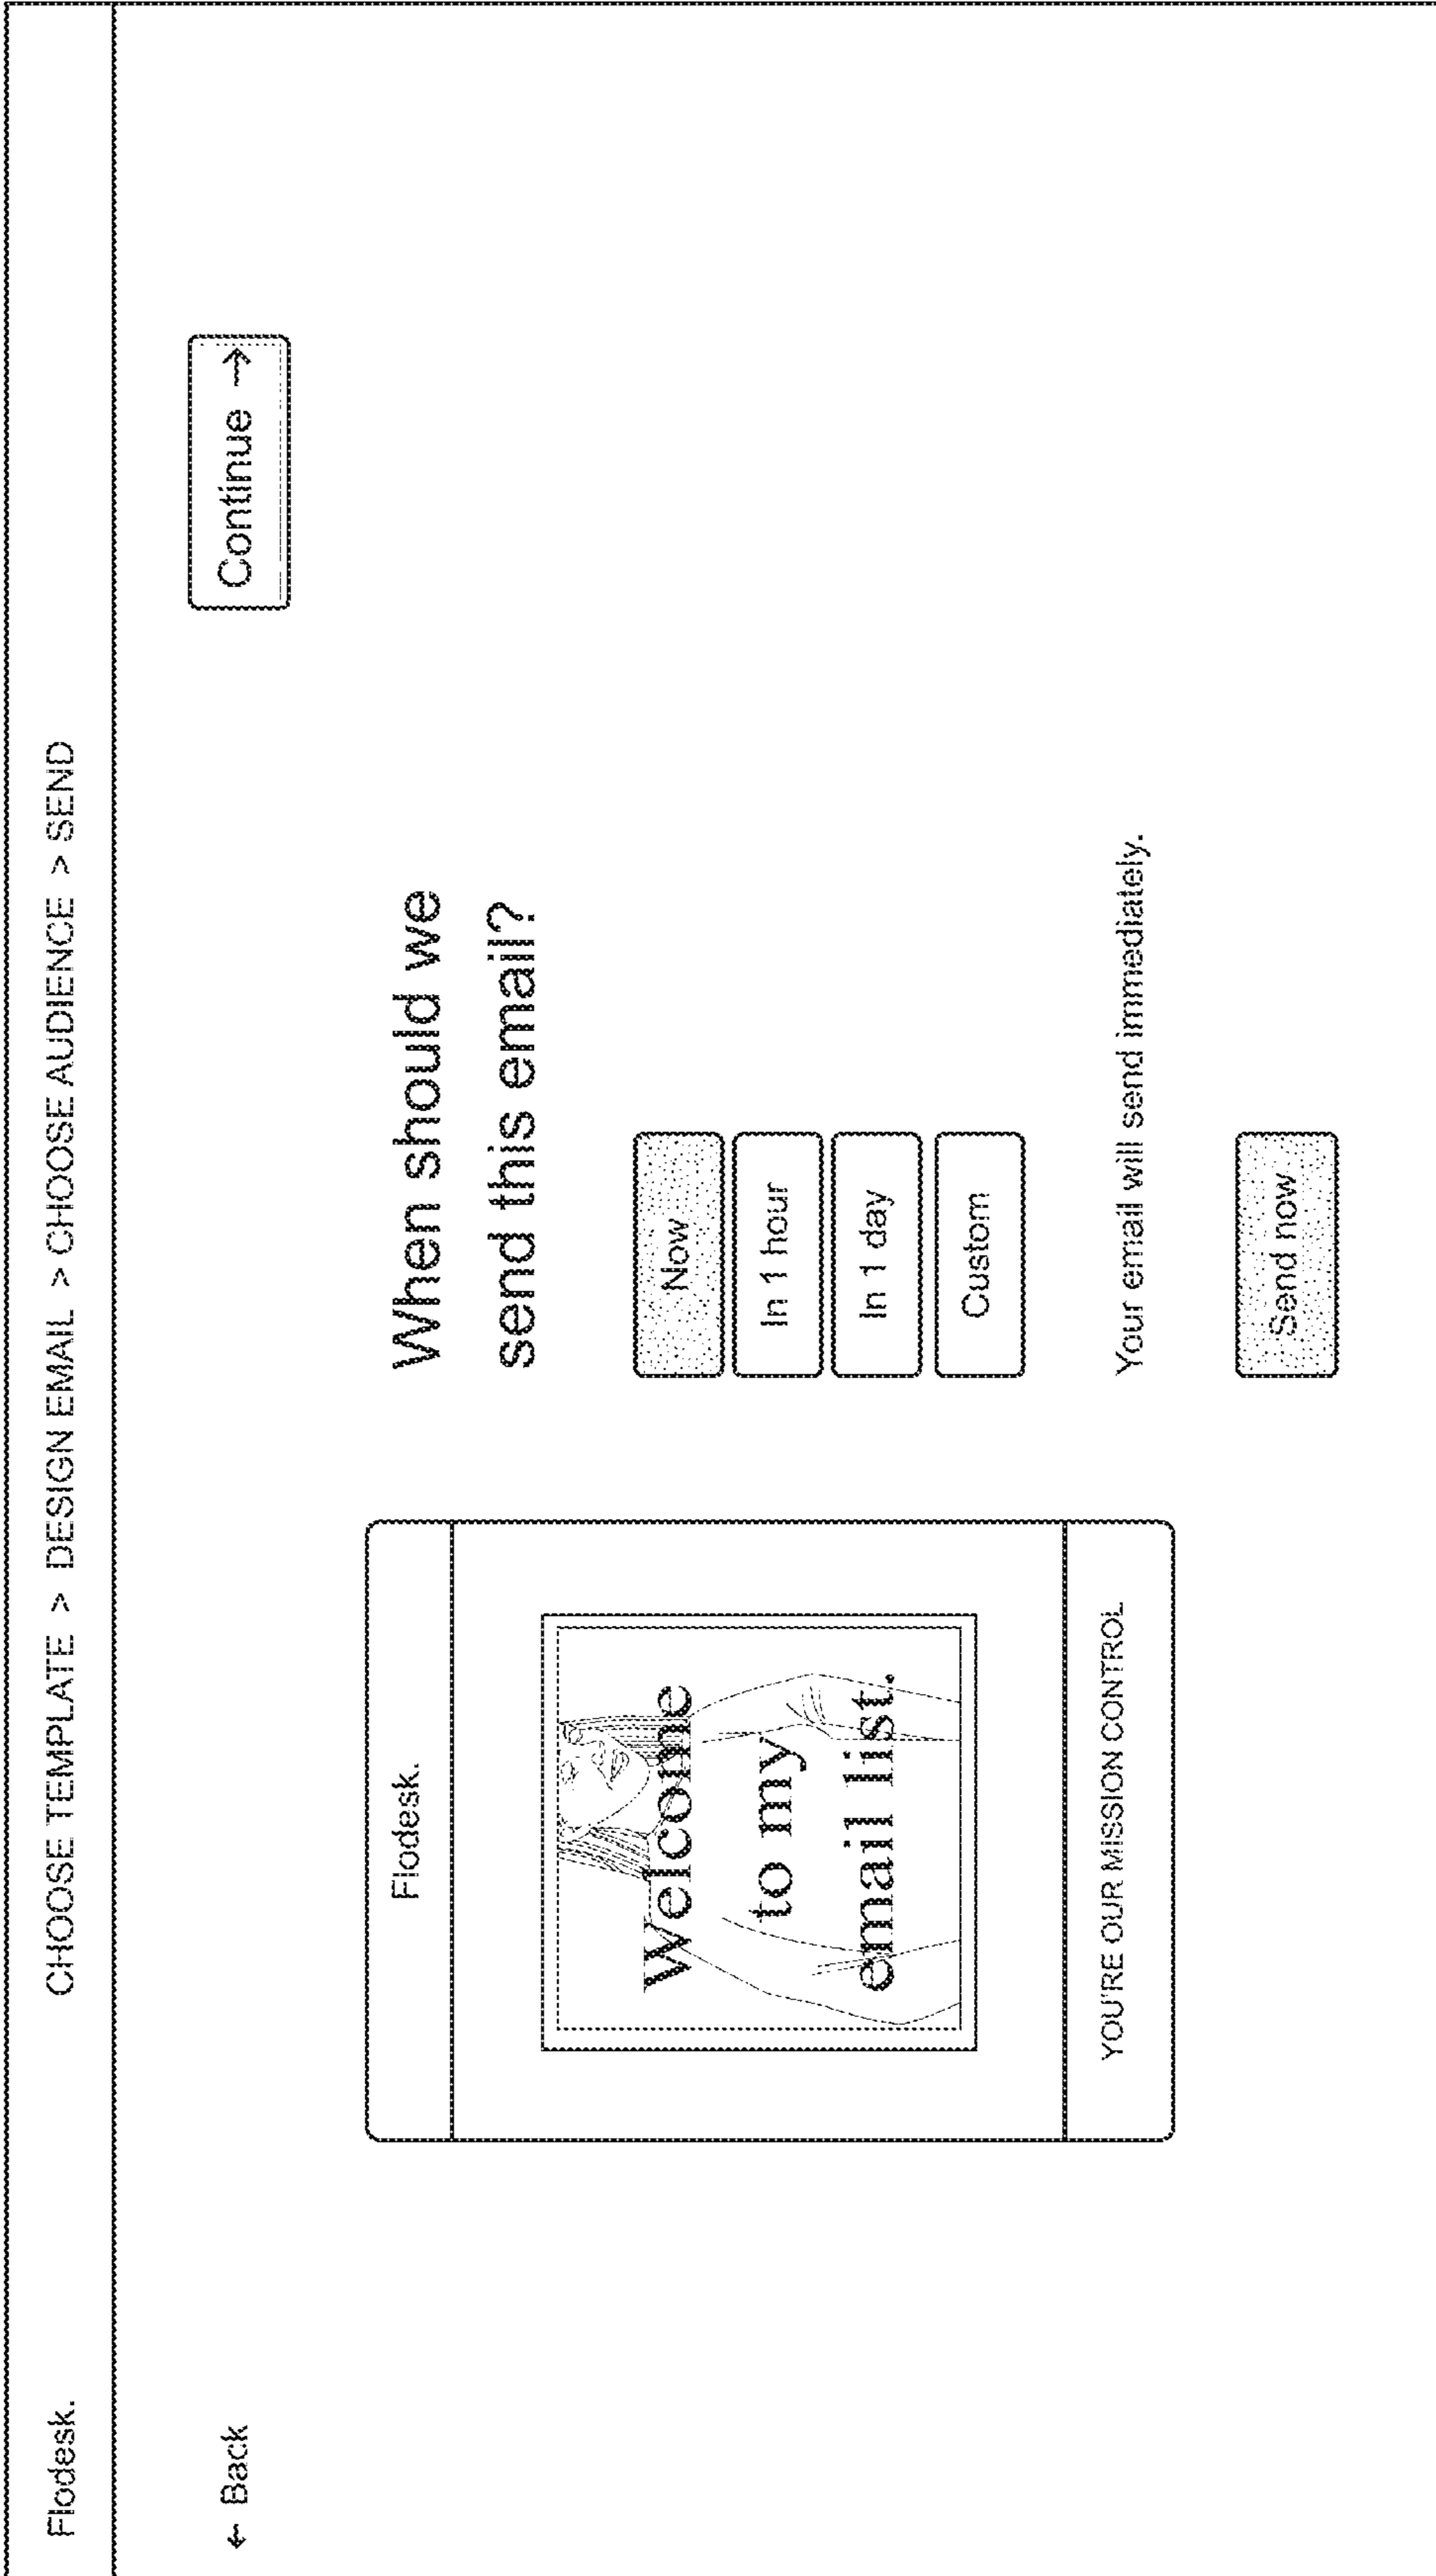 Flodesk.
CHOOSE TEMPLATE > DESIGN EMAIL > CHOOSE AUDIENCE > SEND
← Back
Continue →
Flodesk.
Welcome
to my
email list.
YOU'RE OUR MISSION CONTROL
When should we
send this email?
Now
In 1 hour
In 1 day
Custom
Your email will send immediately.
Send now